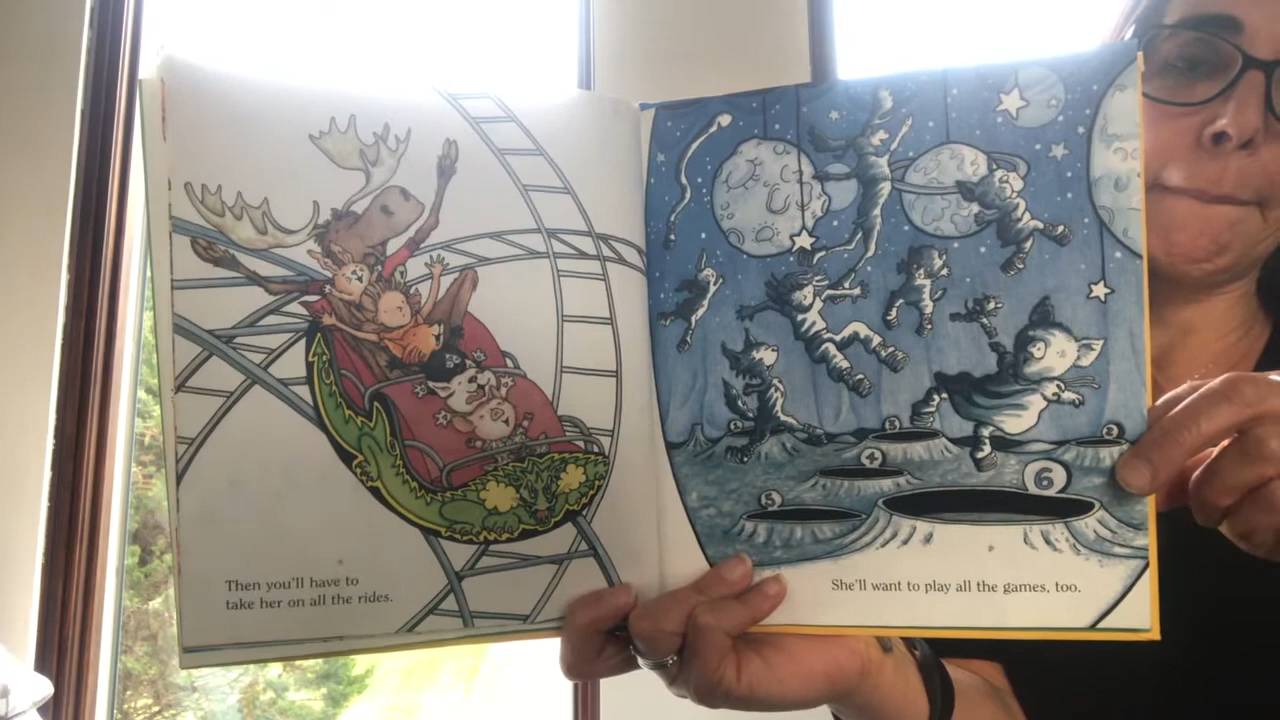 Then you'll have to
take her on all the rides.
1
3
2
4
6
5
She'll want to play all the games, too.